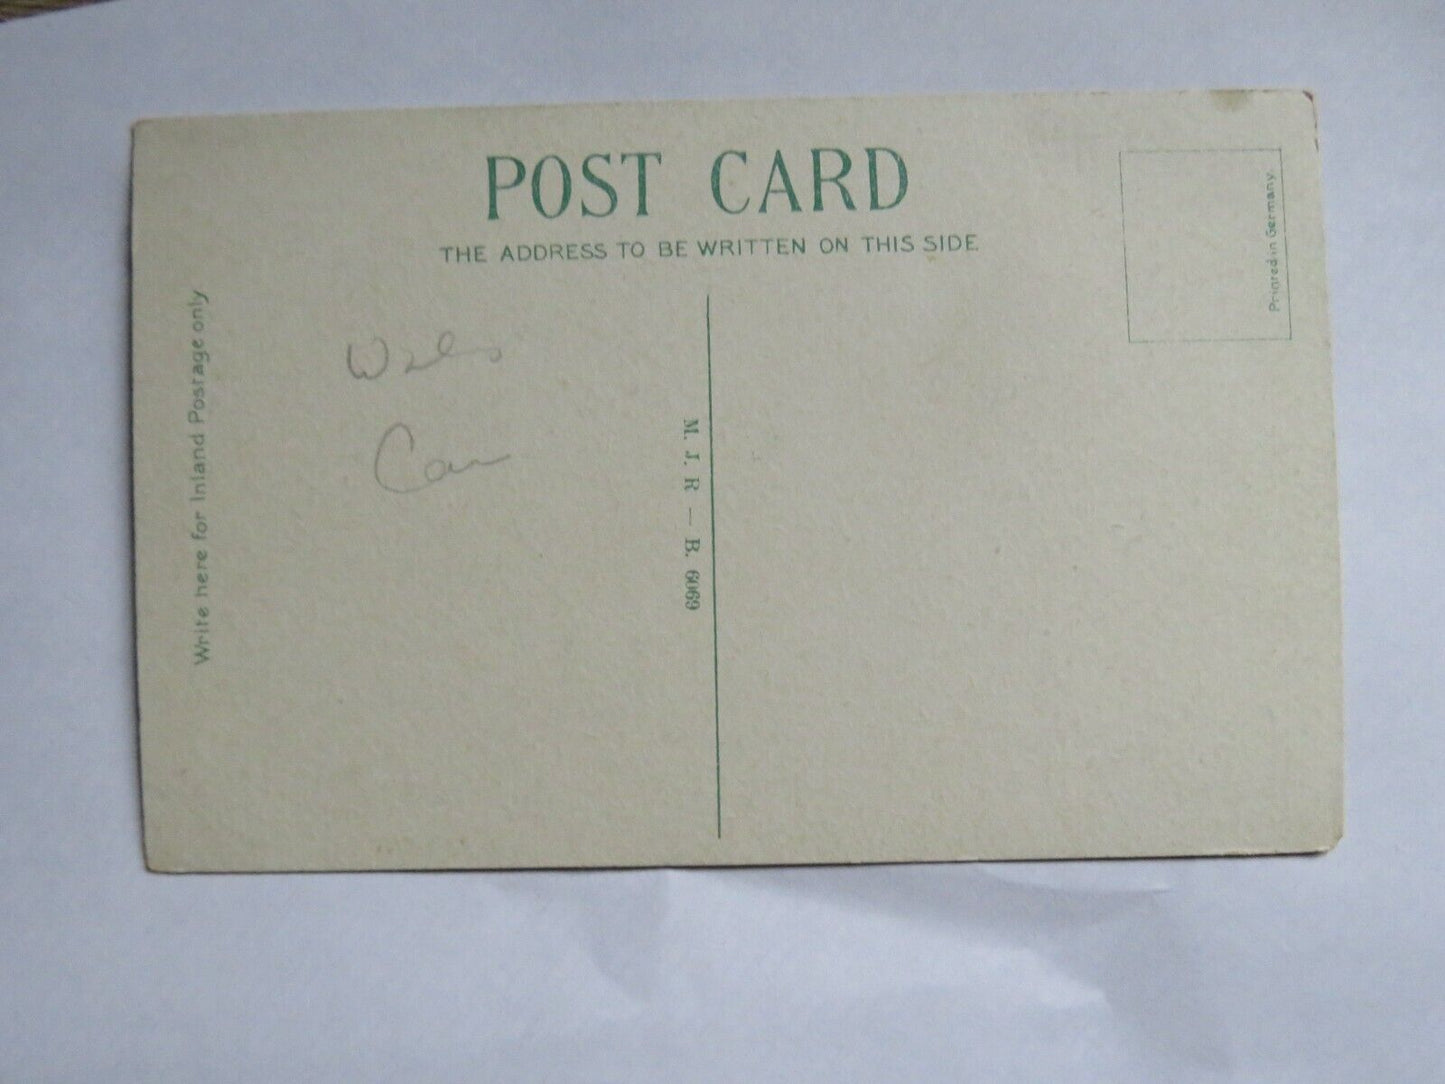 POST CARD
THE ADDRESS TO BE WRITTEN ON THIS SIDE
Write here for Inland Postage only
Wales
M. J. R — B. 6069
Printed in Germany.